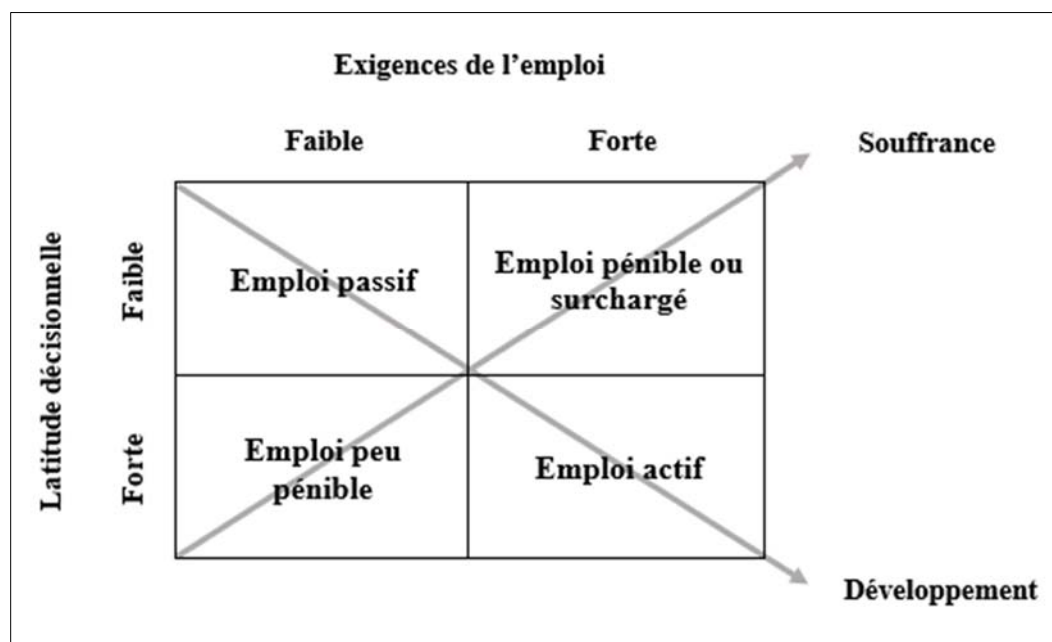 Exigences de l’emploi
Faible
Forte
Souffrance
Latitude décisionnelle
Faible
Emploi passif
Emploi pénible ou
surchargé
Forte
Emploi peu
pénible
Emploi actif
Développement